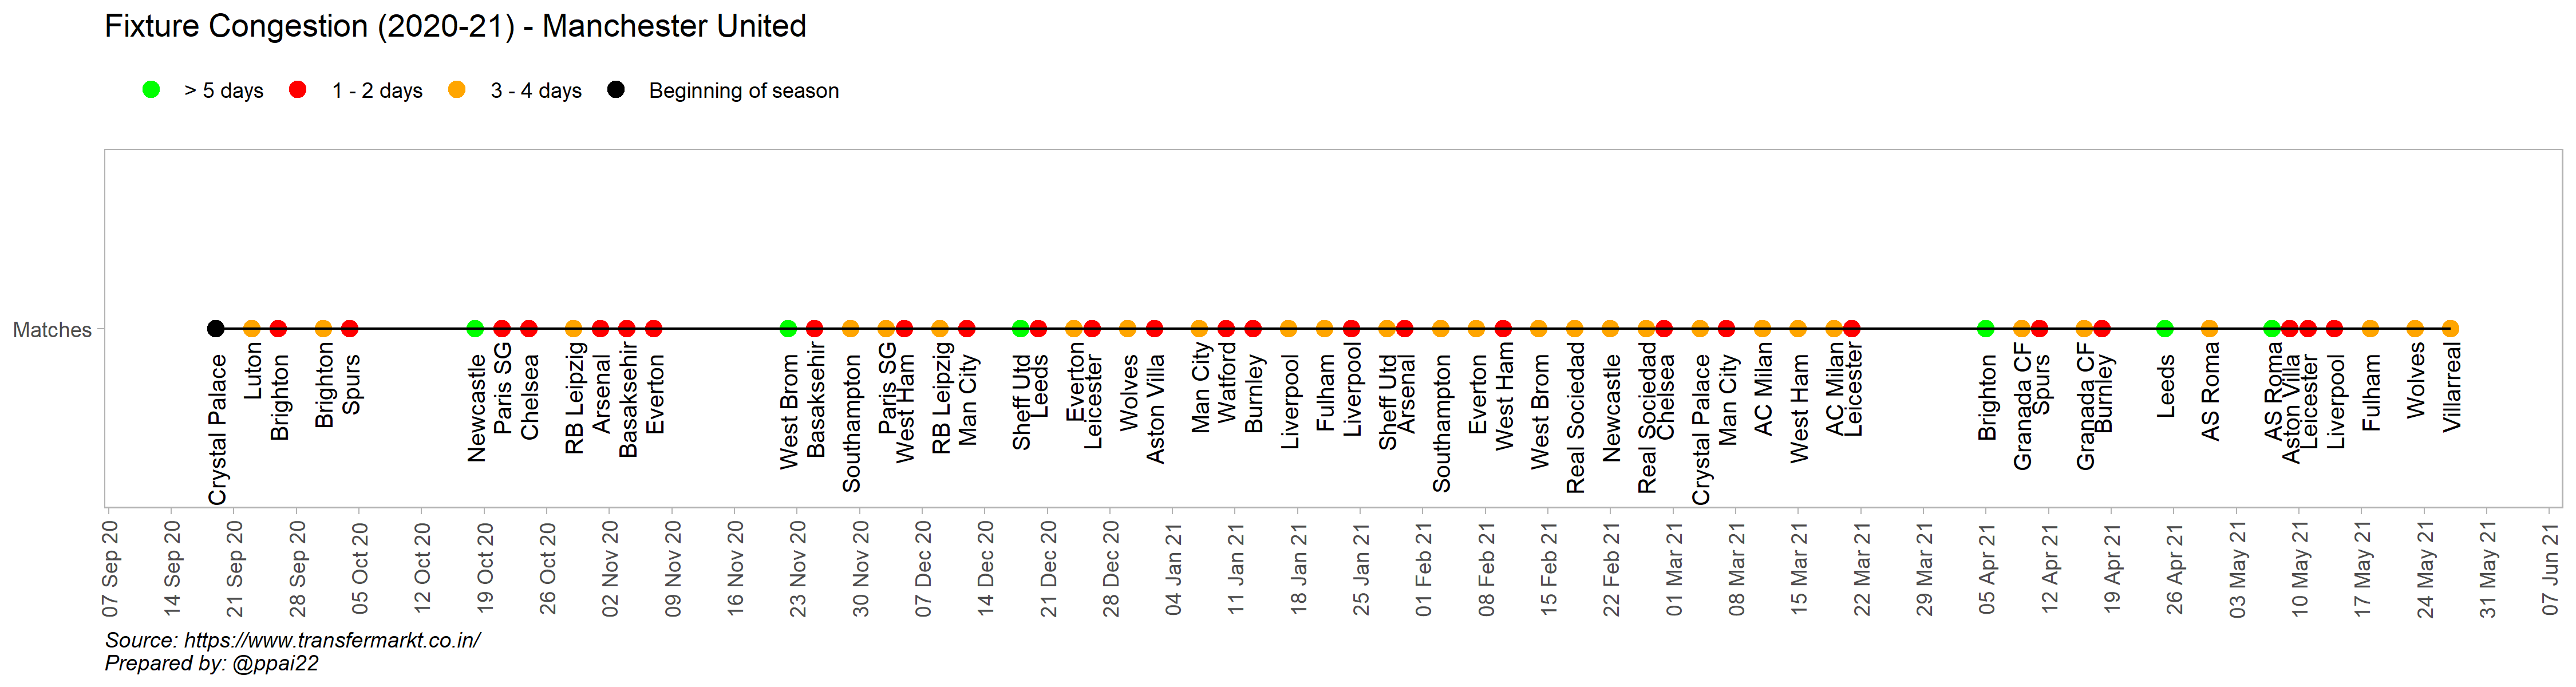 Fixture Congestion (2020-21) - Manchester United
> 5 days
1 - 2 days
3 - 4 days
Beginning of season
Matches
Crystal Palace
Luton
Brighton
Brighton
Spurs
Newcastle
Paris SG
Chelsea
RB Leipzig
Arsenal
Basaksehir
Everton
West Brom
Basaksehir
Southampton
Paris SG
West Ham
RB Leipzig
Man City
Sheff Utd
Leeds
Everton
Leicester
Wolves
Aston Villa
Man City
Watford
Burnley
Liverpool
Fulham
Liverpool
Sheff Utd
Arsenal
Southampton
Everton
West Ham
West Brom
Real Sociedad
Newcastle
Real Sociedad
Chelsea
Crystal Palace
Man City
AC Milan
West Ham
AC Milan
Leicester
Brighton
Granada CF
Spurs
Granada CF
Burnley
Leeds
AS Roma
AS Roma
Aston Villa
Leicester
Liverpool
Fulham
Wolves
Villarreal
07 Sep 20
14 Sep 20
21 Sep 20
28 Sep 20
05 Oct 20
12 Oct 20
19 Oct 20
26 Oct 20
02 Nov 20
09 Nov 20
16 Nov 20
23 Nov 20
30 Nov 20
07 Dec 20
14 Dec 20
21 Dec 20
28 Dec 20
04 Jan 21
11 Jan 21
18 Jan 21
25 Jan 21
01 Feb 21
08 Feb 21
15 Feb 21
22 Feb 21
01 Mar 21
08 Mar 21
15 Mar 21
22 Mar 21
29 Mar 21
05 Apr 21
12 Apr 21
19 Apr 21
26 Apr 21
03 May 21
10 May 21
17 May 21
24 May 21
31 May 21
07 Jun 21
Source: https://www.transfermarkt.co.in/
Prepared by: @ppai22